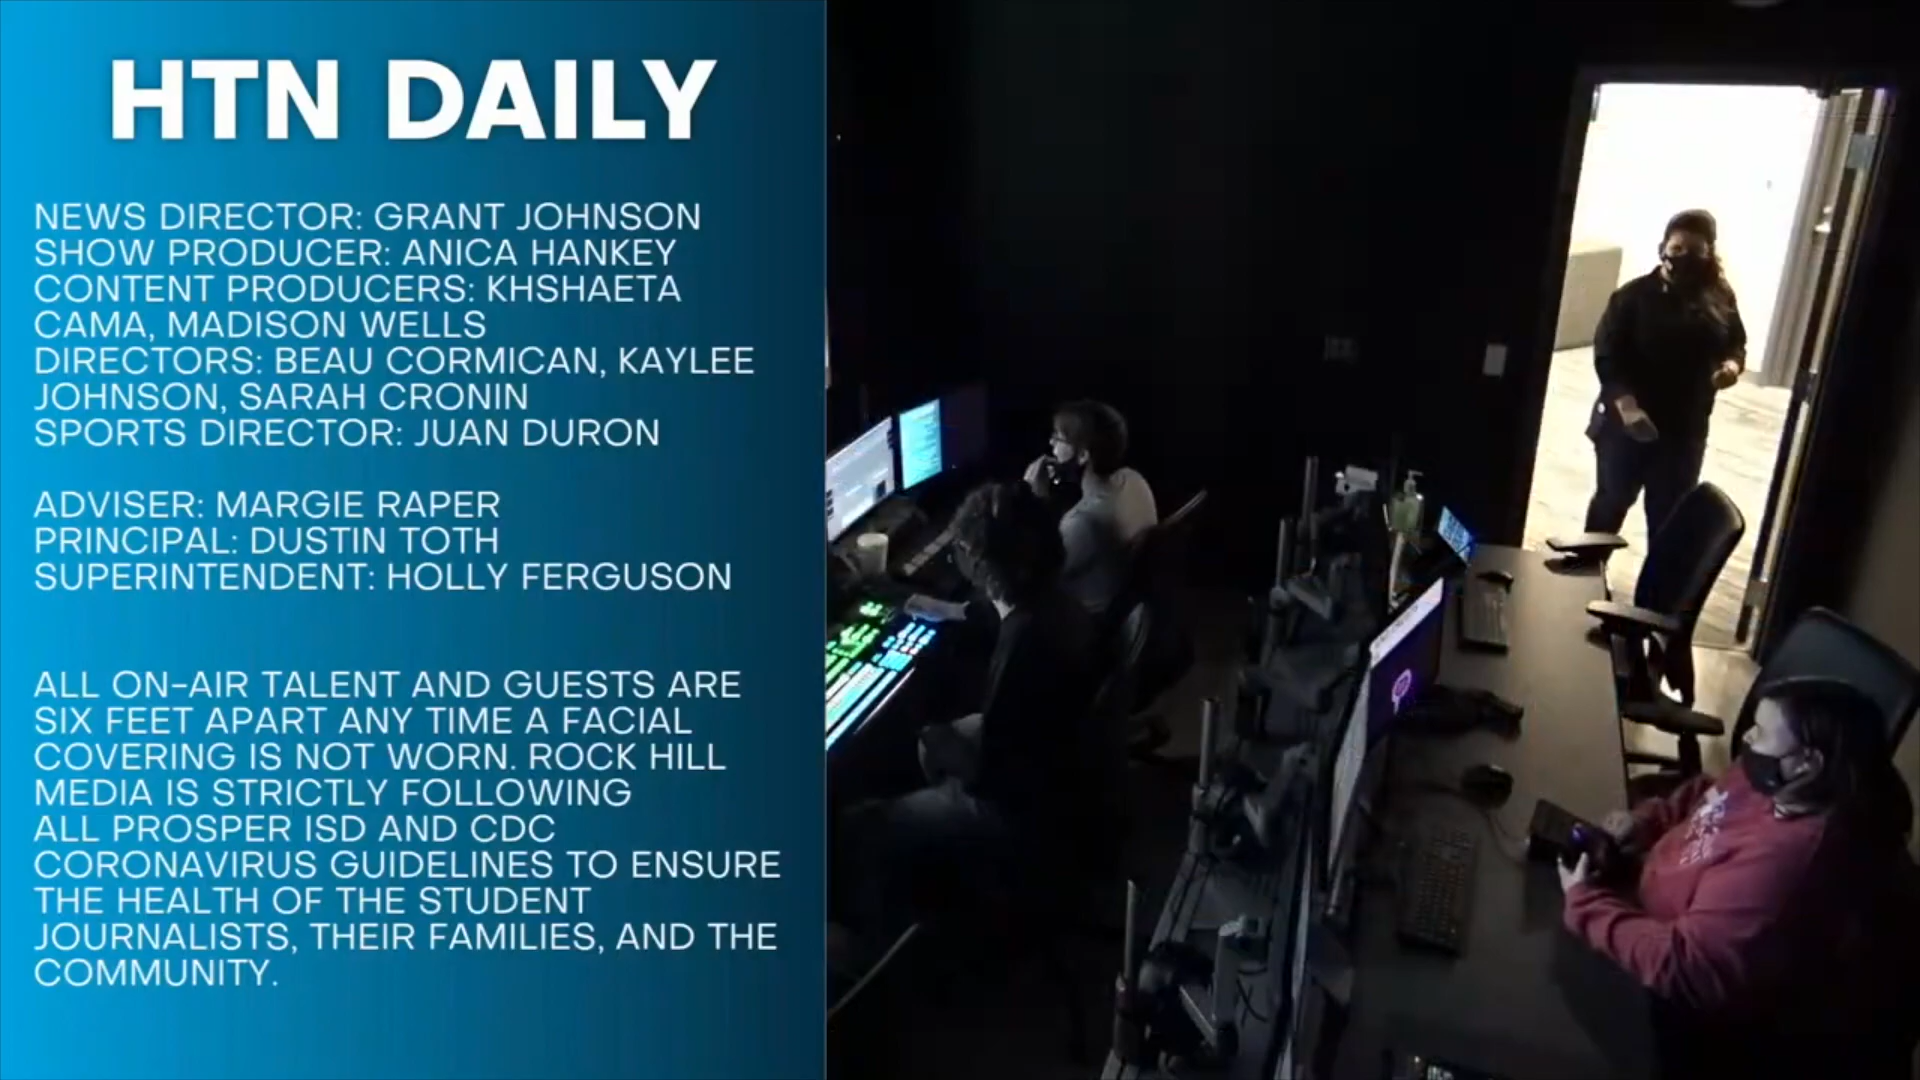 HTN DAILY
NEWS DIRECTOR: GRANT JOHNSON
SHOW PRODUCER: ANICA HANKEY
CONTENT PRODUCERS: KHSHAETA
CAMA, MADISON WELLS
DIRECTORS: BEAU CORMICAN, KAYLEE
JOHNSON, SARAH CRONIN
SPORTS DIRECTOR: JUAN DURON
ADVISER: MARGIE RAPER
PRINCIPAL: DUSTIN TOTH
SUPERINTENDENT: HOLLY FERGUSON
ALL ON-AIR TALENT AND GUESTS ARE
SIX FEET APART ANY TIME A FACIAL
COVERING IS NOT WORN. ROCK HILL
MEDIA IS STRICTLY FOLLOWING
ALL PROSPER ISD AND CDC
CORONAVIRUS GUIDELINES TO ENSURE
THE HEALTH OF THE STUDENT
JOURNALISTS, THEIR FAMILIES, AND THE
COMMUNITY.